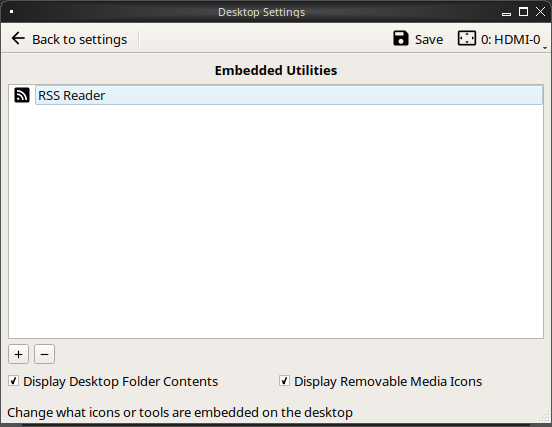 Desktop Settings
Back to settings
Save
0: HDMI-0
Embedded Utilities
RSS Reader
Display Desktop Folder Contents
Display Removable Media Icons
Change what icons or tools are embedded on the desktop